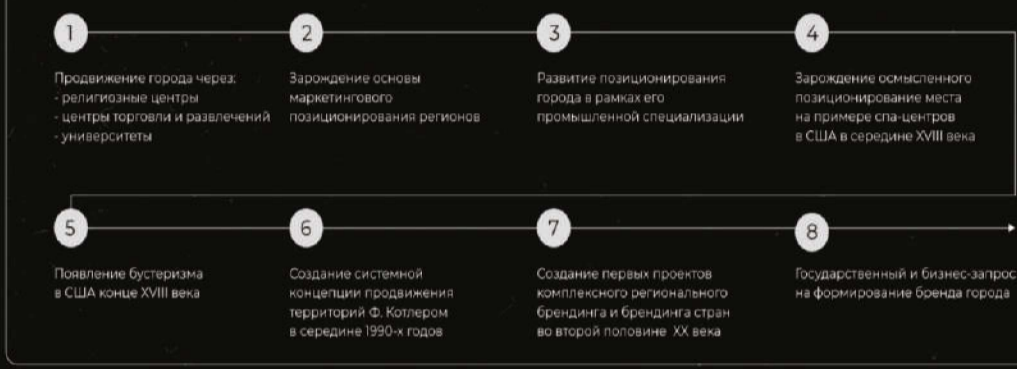 1
Продвижение города через:
- религиозные центры
- центры торговли и развлечений
- университеты
2
Зарождение основы
маркетингового
позиционирования регионов
3
Развитие позиционирования
города в рамках его
промышленной специализации
4
Зарождение осмысленного
позиционирование места
на примере спа-центров
в США в середине XVIII века
5
Появление бустеризма
в США конце XVIII века
6
Создание системной
концепции продвижения
территорий Ф. Котлером
в середине 1990-х годов
7
Создание первых проектов
комплексного регионального
брендинга и брендинга стран
во второй половине XX века
8
Государственный и бизнес-запрос
на формирование бренда города